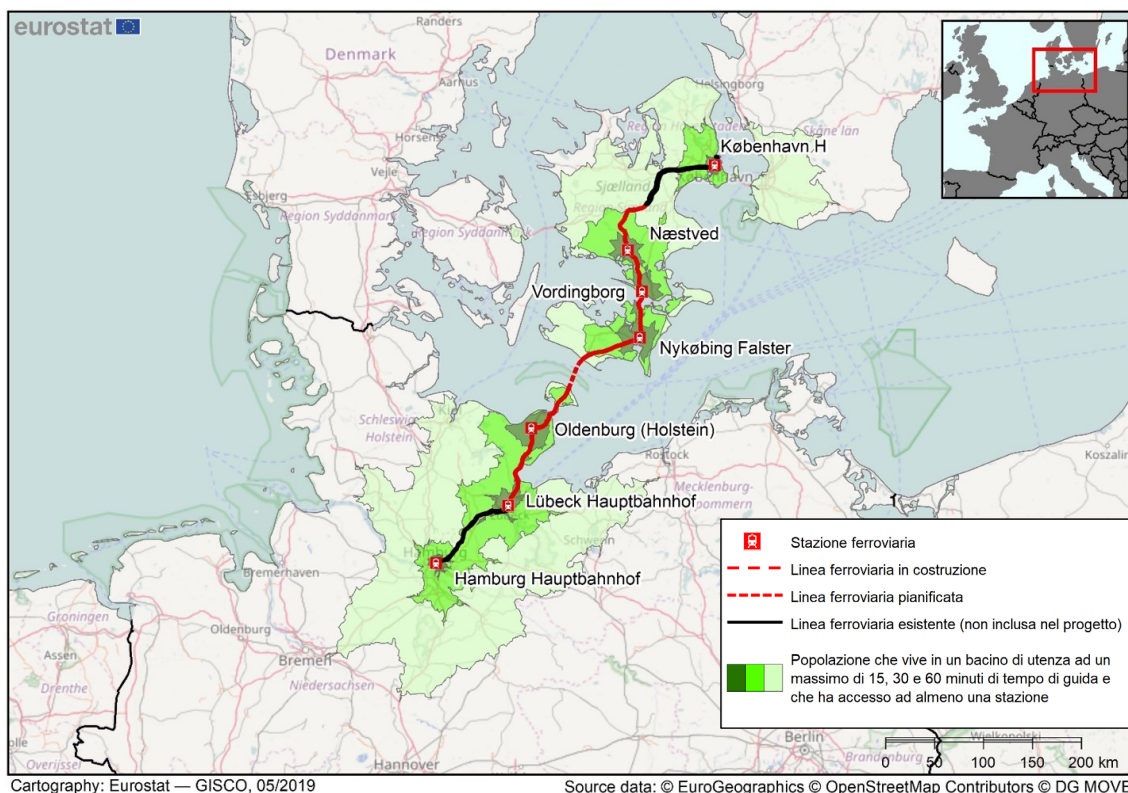 eurostat
Randers
Denmark
Aarhus
Helsingborg
Skåne län
Horsens
København H
København
Vejle
Sjælland
Esbjerg
Region Syddanmark
Region Syddanmark
Næstved
Vordingborg
Nykøbing Falster
Schleswig
Holstein
Oldenburg (Holstein)
Rostock
Koszalin
Mecklenburg-
Vorpommern
Lübeck Hauptbahnhof
Schwerin
Hamburg
Hamburg Hauptbahnhof
Bremerhaven
Groningen
Oldenburg
Assen
Bremen
Drenthe
Niedersachsen
Overijssel
Hannover
Berlin
Brandenburg
Wielkopolski
Stazione ferroviaria
Linea ferroviaria in costruzione
Linea ferroviaria pianificata
Linea ferroviaria esistente (non inclusa nel progetto)
Popolazione che vive in un bacino di utenza ad un
massimo di 15, 30 e 60 minuti di tempo di guida e
che ha accesso ad almeno una stazione
0 50 100 150 200 km
Cartography: Eurostat — GISCO, 05/2019
Source data: © EuroGeographics © OpenStreetMap Contributors © DG MOVE